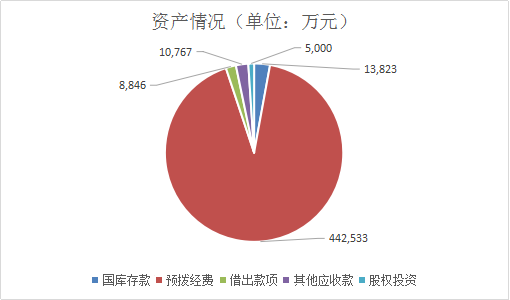 资产情况（单位：万元）
10,767
5,000
13,823
8,846
442,533
国库存款 预拨经费 借出款项 其他应收款 股权投资